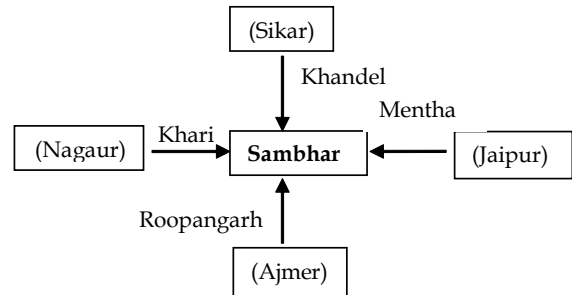 (Sikar)
Khandel
Mentha
Khari
(Nagaur)
Sambhar
(Jaipur)
Roopangarh
(Ajmer)